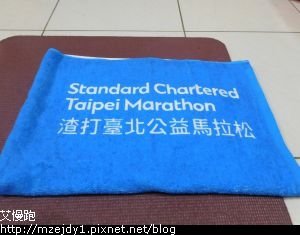 Standard Chartered
Taipei Marathon
渣打臺北公益馬拉松
艾慢跑
http://mzejdy1.pixnet.net/blog